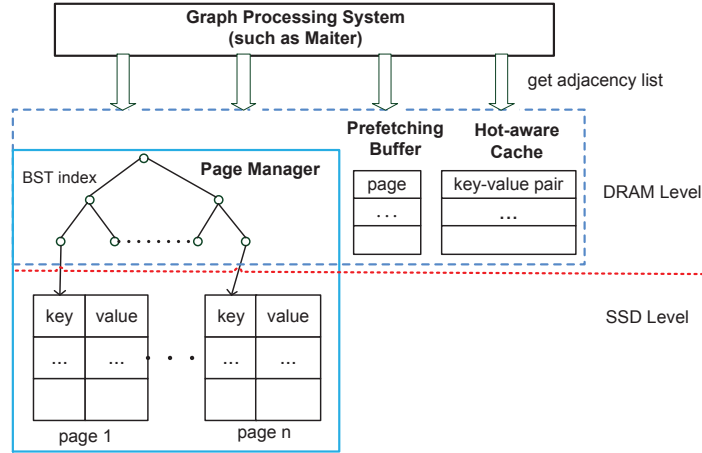 Graph Processing System
(such as Maiter)
get adjacency list
Prefetching
Buffer
Hot-aware
Cache
Page Manager
BST index
page
...
key-value pair
...
DRAM Level
SSD Level
key value
... ...
page 1
. . .
key value
... ...
page n